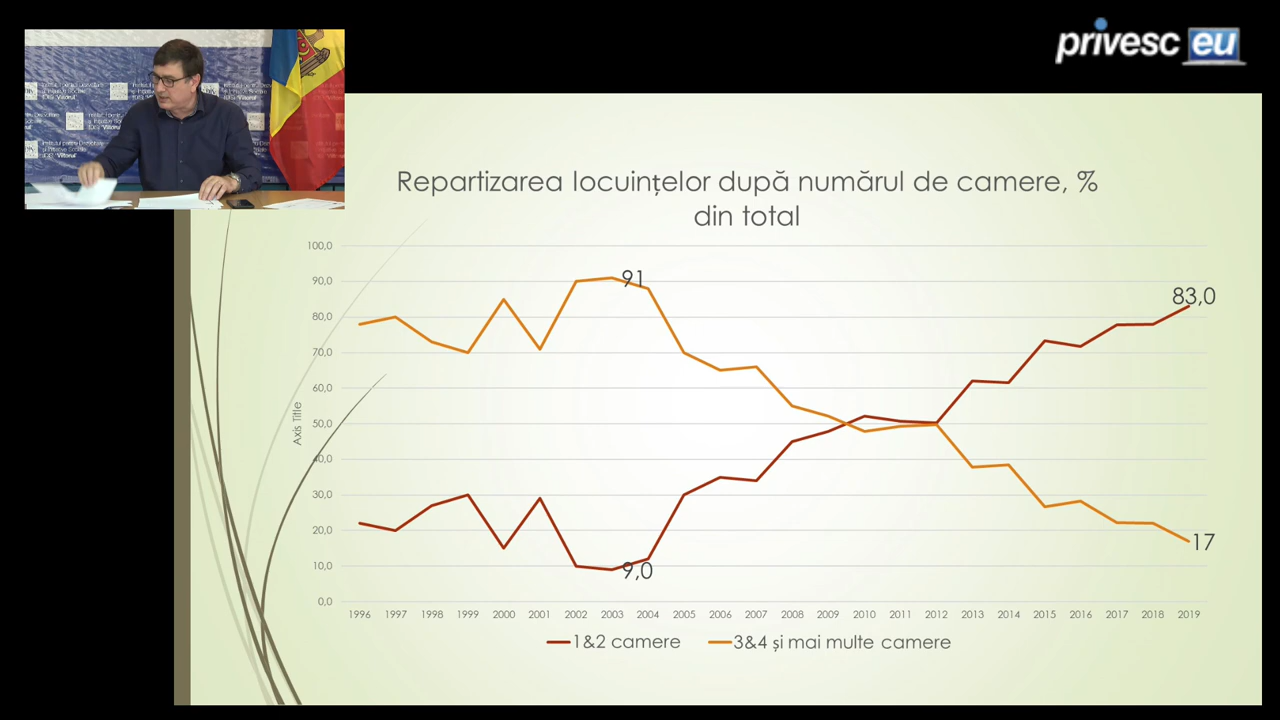 privesc eu
Repartizarea locuințelor după numărul de camere, %
din total
100,0
90,0
80,0
70,0
60,0
50,0
40,0
30,0
20,0
10,0
0,0
Axis Title
91
9,0
83,0
17
1996 1997 1998 1999 2000 2001 2002 2003 2004 2005 2006 2007 2008 2009 2010 2011 2012 2013 2014 2015 2016 2017 2018 2019
1&2 camere 3&4 și mai multe camere